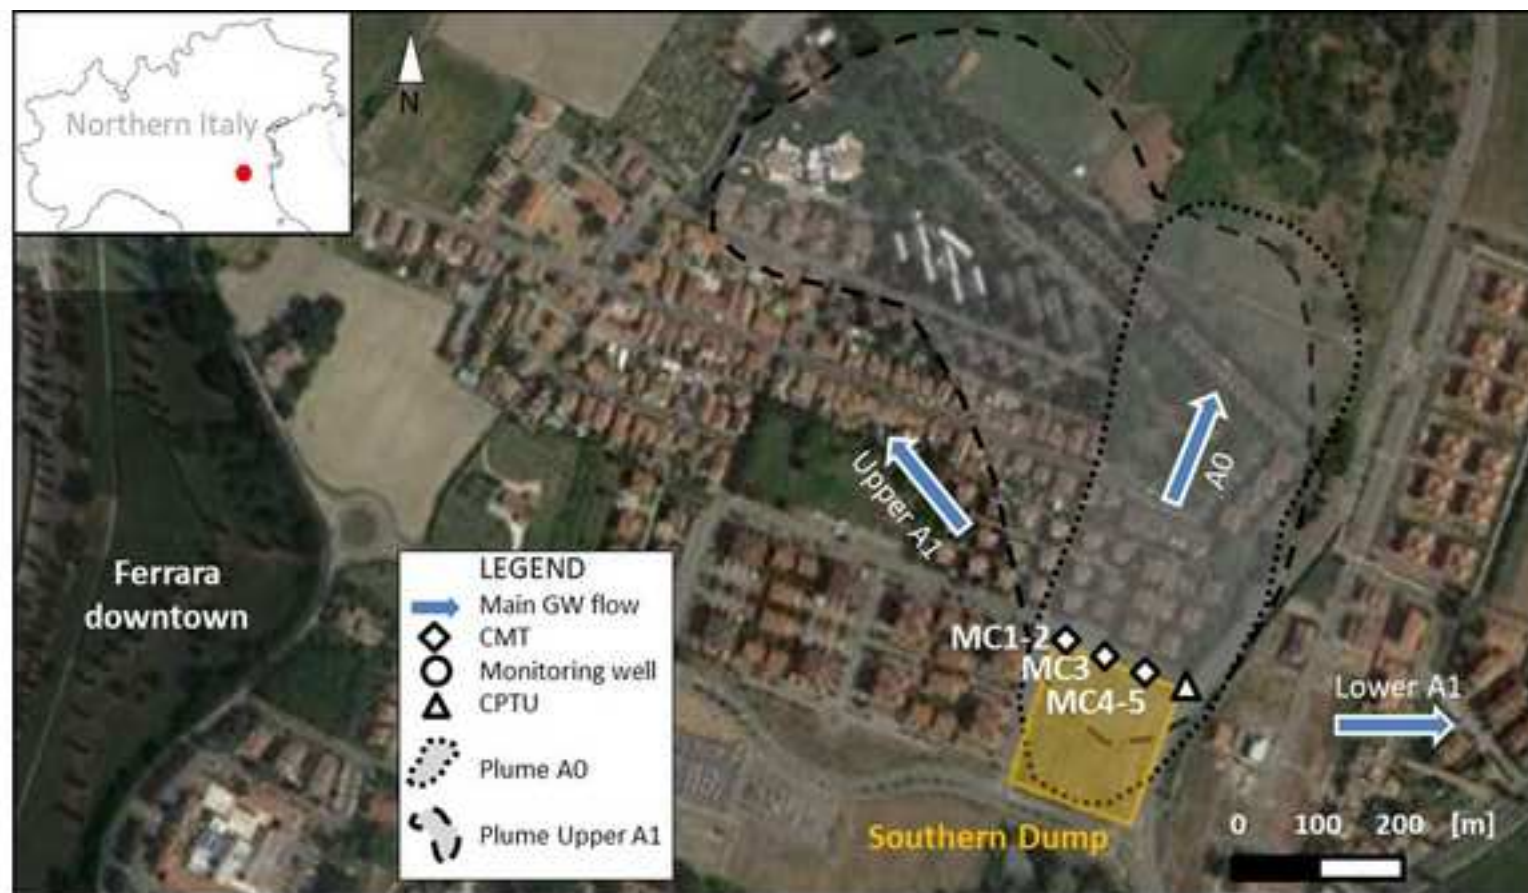 Northern Italy
N
Upper A1
A0
Ferrara
downtown
LEGEND
Main GW flow
CMT
Monitoring well
CPTU
Plume A0
Plume Upper A1
MC1-2
MC3
MC4-5
Lower A1
Southern Dump
0 100 200 [m]